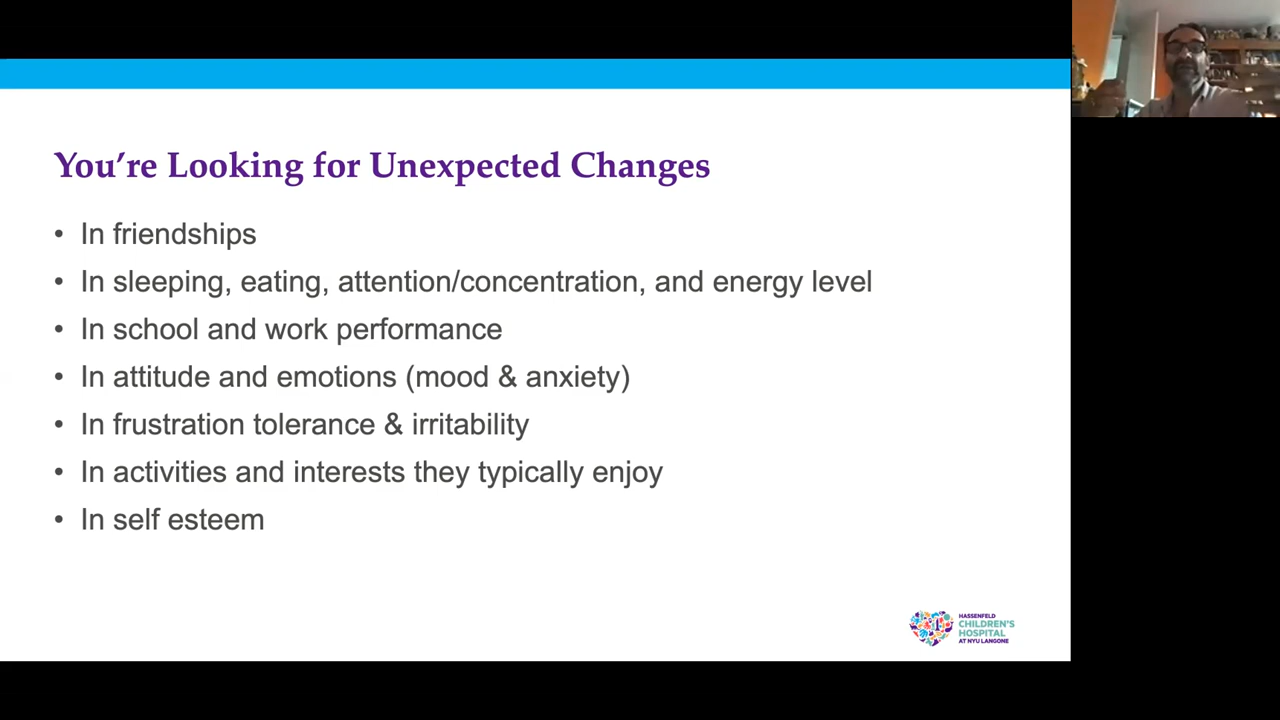 You're Looking for Unexpected Changes
• In friendships
• In sleeping, eating, attention/concentration, and energy level
• In school and work performance
• In attitude and emotions (mood & anxiety)
• In frustration tolerance & irritability
• In activities and interests they typically enjoy
• In self esteem
HASSENFELD
CHILDREN'S
HOSPITAL
AT NYU LANGONE